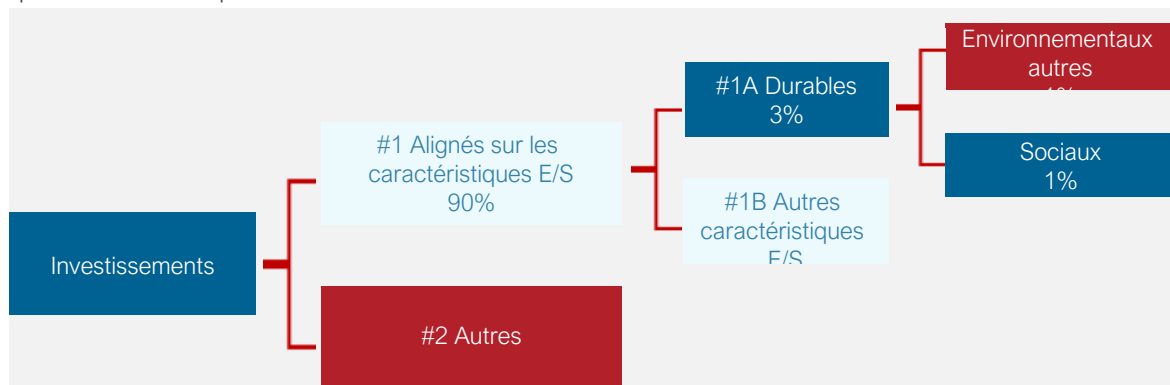 Environnementaux
autres
#1A Durables
3%
#1 Alignés sur les
caractéristiques E/S
90%
Sociaux
1%
#1B Autres
caractéristiques
E/S
Investissements
#2 Autres